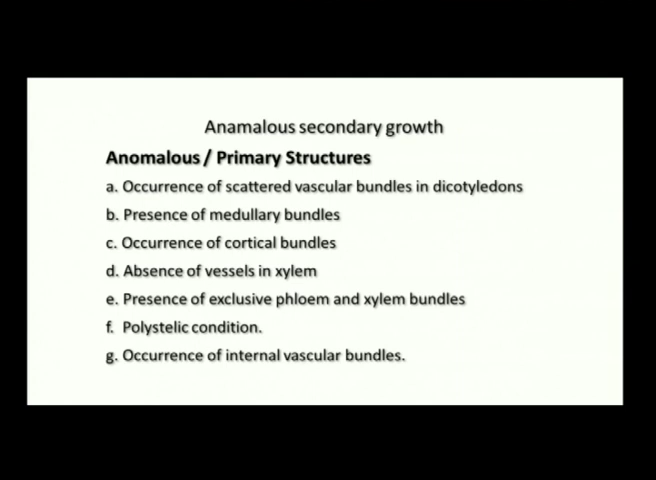 Anamalous secondary growth
Anomalous / Primary Structures
a. Occurrence of scattered vascular bundles in dicotyledons
b. Presence of medullary bundles
c. Occurrence of cortical bundles
d. Absence of vessels in xylem
e. Presence of exclusive phloem and xylem bundles
f. Polystelic condition.
g. Occurrence of internal vascular bundles.